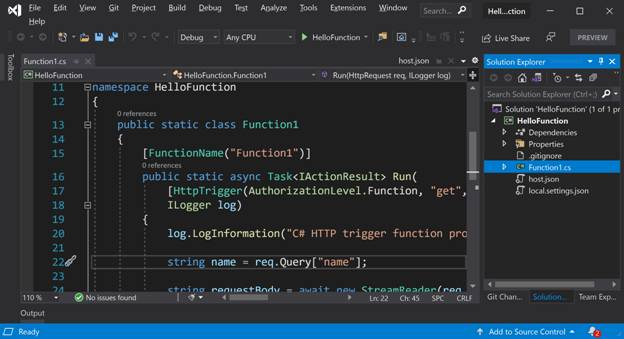 File Edit View Git Project Build Debug Test Analyze Tools Extensions Window Search... Hell...ction
Help
Debug Any CPU HelloFunction Live Share PREVIEW
Toolbox
Function1.cs host.json
HelloFunction HelloFunction.Function1 Run(HttpRequest req, ILogger log)
11 namespace HelloFunction
12 {
0 references
13 public static class Function1
14 {
15 [FunctionName("Function1")]
0 references
16 public static async Task<IActionResult> Run(
17 [HttpTrigger(AuthorizationLevel.Function, "get",
18 ILogger log)
19 {
20 log.LogInformation("C# HTTP trigger function pro
21
22 string name = req.Query["name"];
23
24 string requestBody = await new StreamReader(req
110 % No issues found Ln: 22 Ch: 45 SPC CRLF
Output
Solution Explorer
Search Solution Explorer (Ctrl+;)
Solution 'HelloFunction' (1 of 1 pr
HelloFunction
Dependencies
Properties
.gitignore
Function1.cs
host.json
local.settings.json
Git Chan... Solution... Team Exp...
Ready Add to Source Control 2